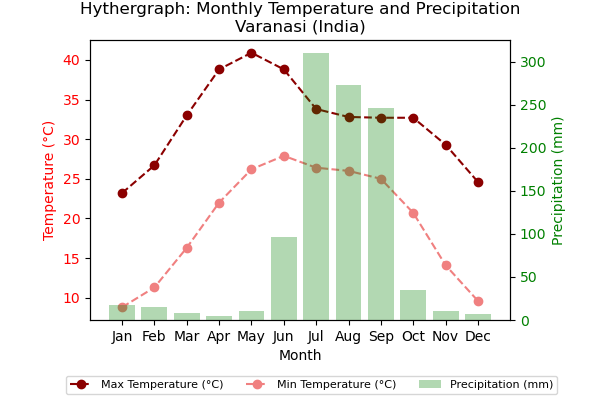 Hythergraph: Monthly Temperature and Precipitation
Varanasi (India)
Temperature (°C)
40
35
30
25
20
15
10
300
250
200
150
100
50
0
Precipitation (mm)
Jan Feb Mar Apr May Jun Jul Aug Sep Oct Nov Dec
Month
Max Temperature (°C) Min Temperature (°C) Precipitation (mm)